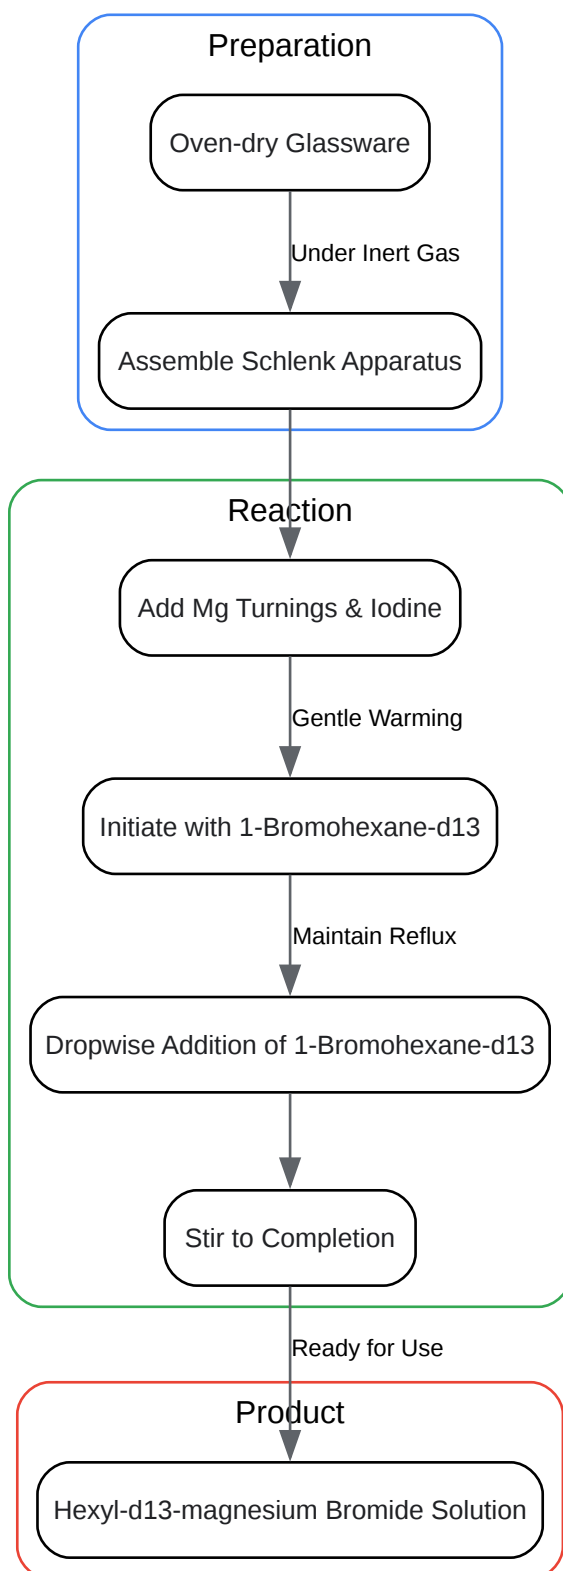 Preparation
Oven-dry Glassware
Under Inert Gas
Assemble Schlenk Apparatus
Reaction
Add Mg Turnings & Iodine
Gentle Warming
Initiate with 1-Bromohexane-d13
Maintain Reflux
Dropwise Addition of 1-Bromohexane-d13
Stir to Completion
Ready for Use
Product
Hexyl-d13-magnesium Bromide Solution